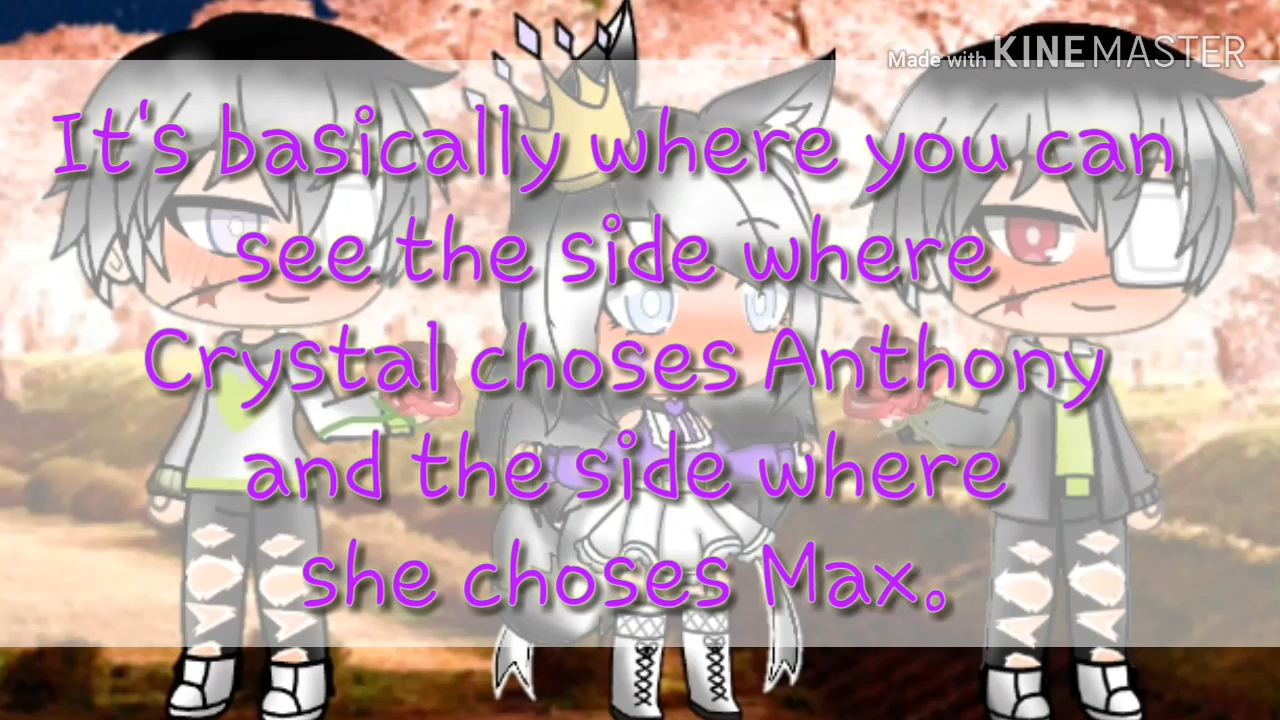 Made with KINEMASTER
It's basically where you can
see the side where
Crystal choses Anthony
and the side where
she choses Max.